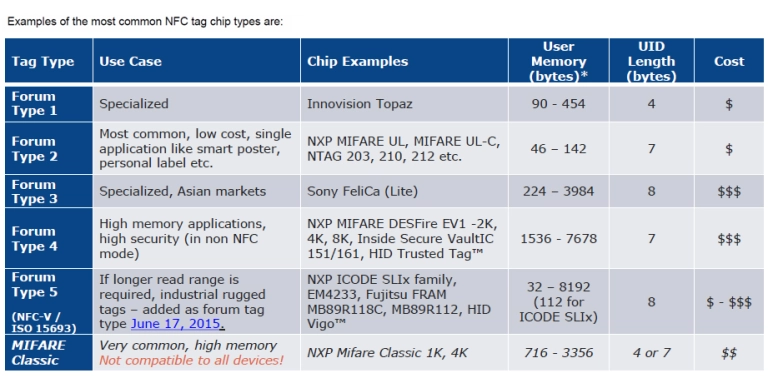 Examples of the most common NFC tag chip types are:
Tag Type Use Case Chip Examples User Memory (bytes)* UID Length (bytes) Cost
Forum Type 1 Specialized Innovision Topaz 90 - 454 4 $
Forum Type 2 Most common, low cost, single application like smart poster, personal label etc. NXP MIFARE UL, MIFARE UL-C, NTAG 203, 210, 212 etc. 46 – 142 7 $
Forum Type 3 Specialized, Asian markets Sony FeliCa (Lite) 224 – 3984 8 $$$
Forum Type 4 High memory applications, high security (in non NFC mode) NXP MIFARE DESFire EV1 -2K, 4K, 8K, Inside Secure VaultIC 151/161, HID Trusted Tag™ 1536 - 7678 7 $$$
Forum Type 5 (NFC-V / ISO 15693) If longer read range is required, industrial rugged tags – added as forum tag type June 17, 2015. NXP ICODE SLIx family, EM4233, Fujitsu FRAM MB89R118C, MB89R112, HID Vigo™ 32 – 8192 (112 for ICODE SLIx) 8 $ - $$$
MIFARE Classic Very common, high memory Not compatible to all devices! NXP Mifare Classic 1K, 4K 716 - 3356 4 or 7 $$